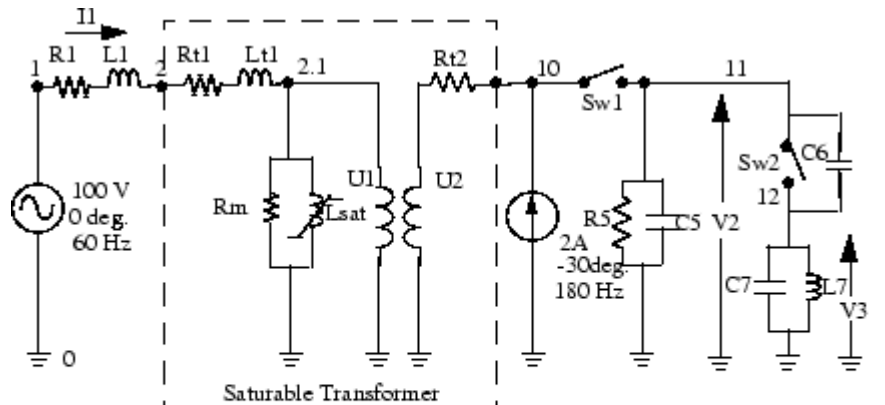 I1
R1
L1
Rt1
Lt1
Rt2
1
2
2.1
10
11
Sw1
Sw2
C6
12
100 V
0 deg.
60 Hz
Rm
Lsat
U1
U2
2A
-30deg.
180 Hz
R5
C5
V2
C7
L7
V3
0
Saturable Transformer